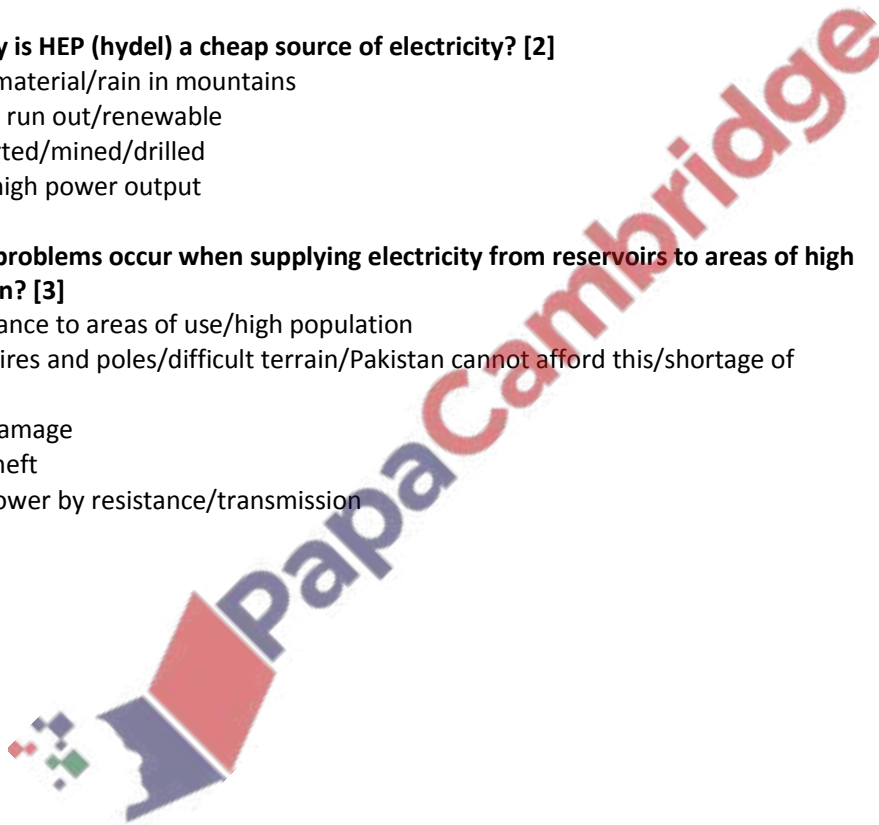 y is HEP (hydel) a cheap source of electricity? [2]
material/rain in mountains
run out/renewable
rted/mined/drilled
high power output
problems occur when supplying electricity from reservoirs to areas of high
n? [3]
ance to areas of use/high population
ires and poles/difficult terrain/Pakistan cannot afford this/shortage of
amage
heft
ower by resistance/transmission
PapaCambridge